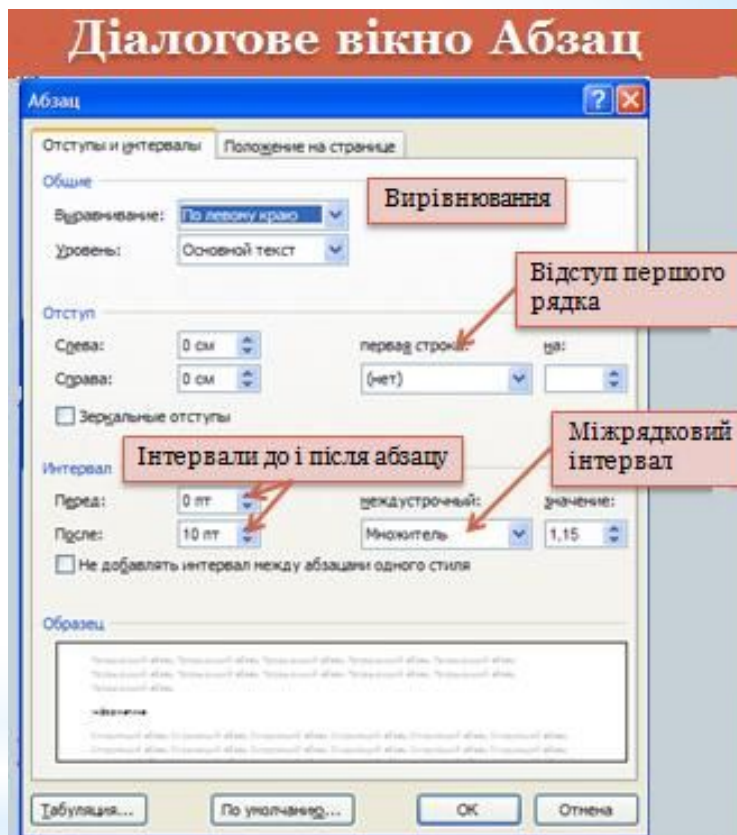 Діалогове вікно Абзац
Абзац
Отступы и интервалы Положение на странице
Общие
Выравнивание: По левому краю
Вирівнювання
Уровень: Основной текст
Відступ першого
рядка
Отступ
Слева: 0 см первая строка: на:
Справа: 0 см (нет)
Зеркальные отступы
Міжрядковий
інтервал
Інтервали до і після абзацу
Интервал
Перед: 0 пт междустрочный: значение:
После: 10 пт Множитель 1,15
Не добавлять интервал между абзацами одного стиля
Образец
Табуляция... По умолчанию... ОК Отмена